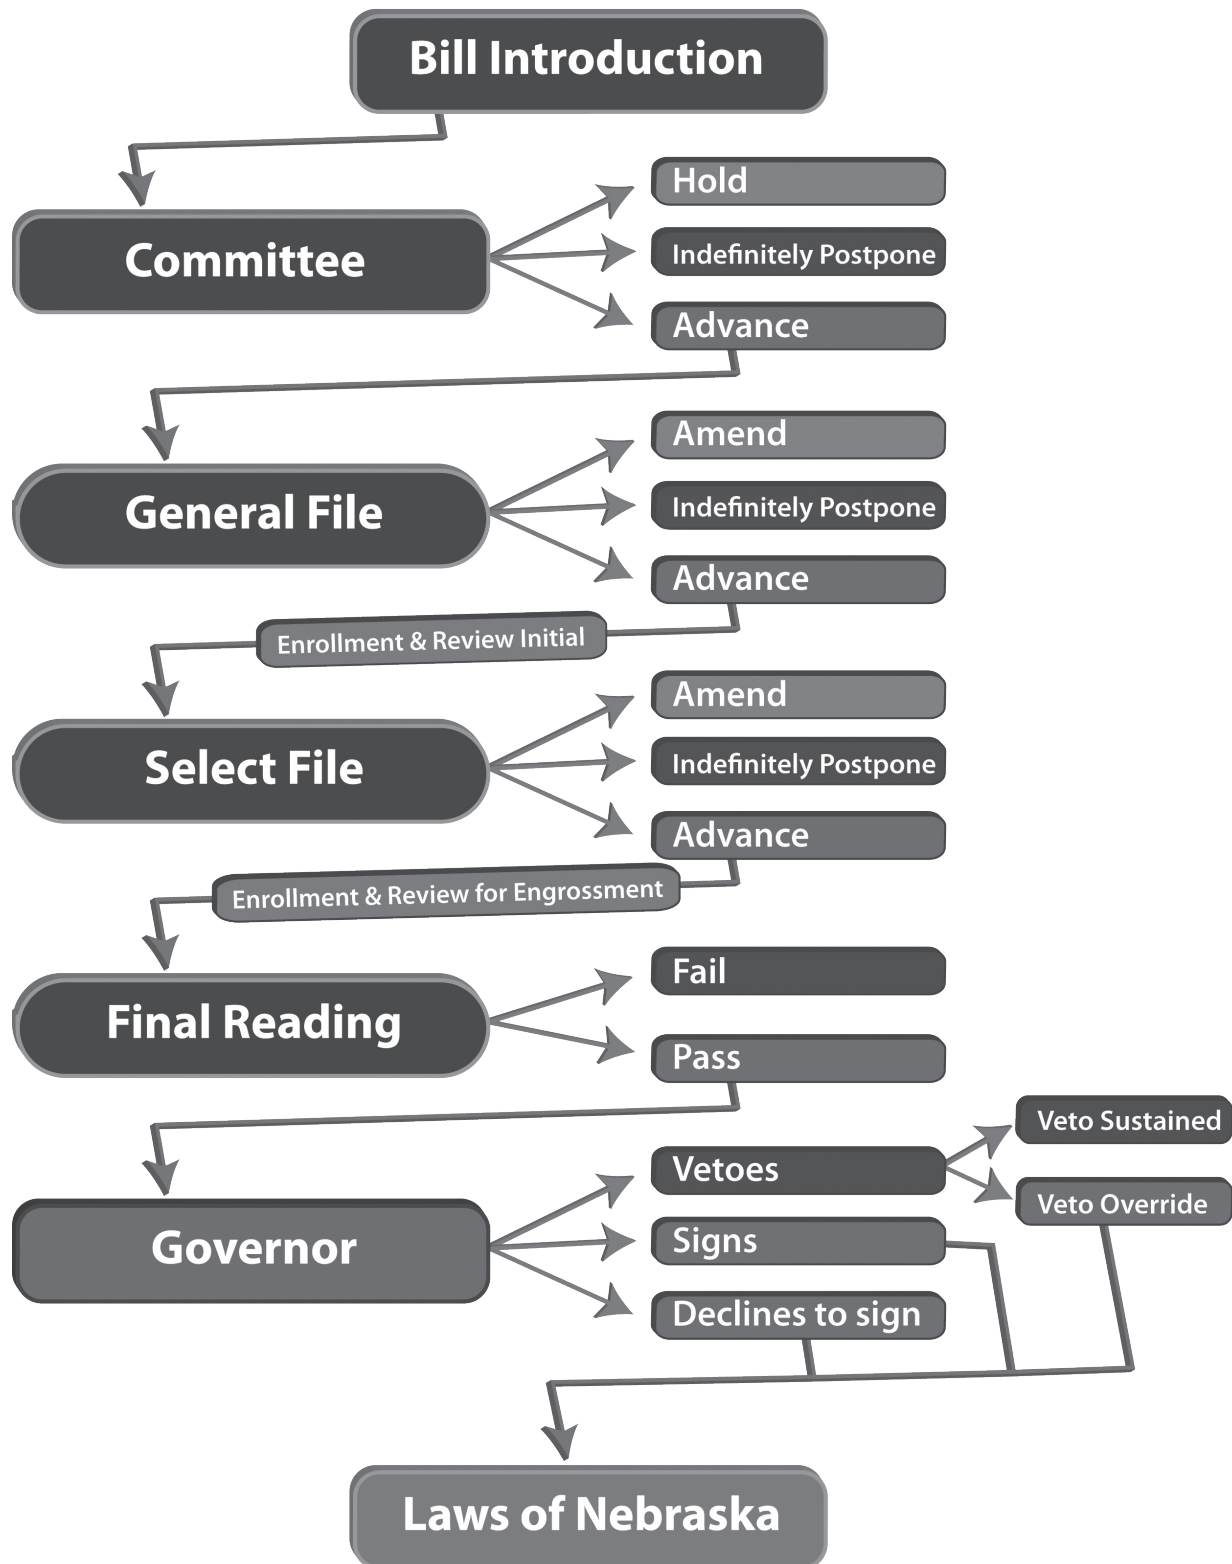 Bill Introduction
Committee
Hold
Indefinitely Postpone
Advance
General File
Amend
Indefinitely Postpone
Advance
Enrollment & Review Initial
Select File
Amend
Indefinitely Postpone
Advance
Enrollment & Review for Engrossment
Final Reading
Fail
Pass
Governor
Vetoes
Veto Sustained
Veto Override
Signs
Declines to sign
Laws of Nebraska